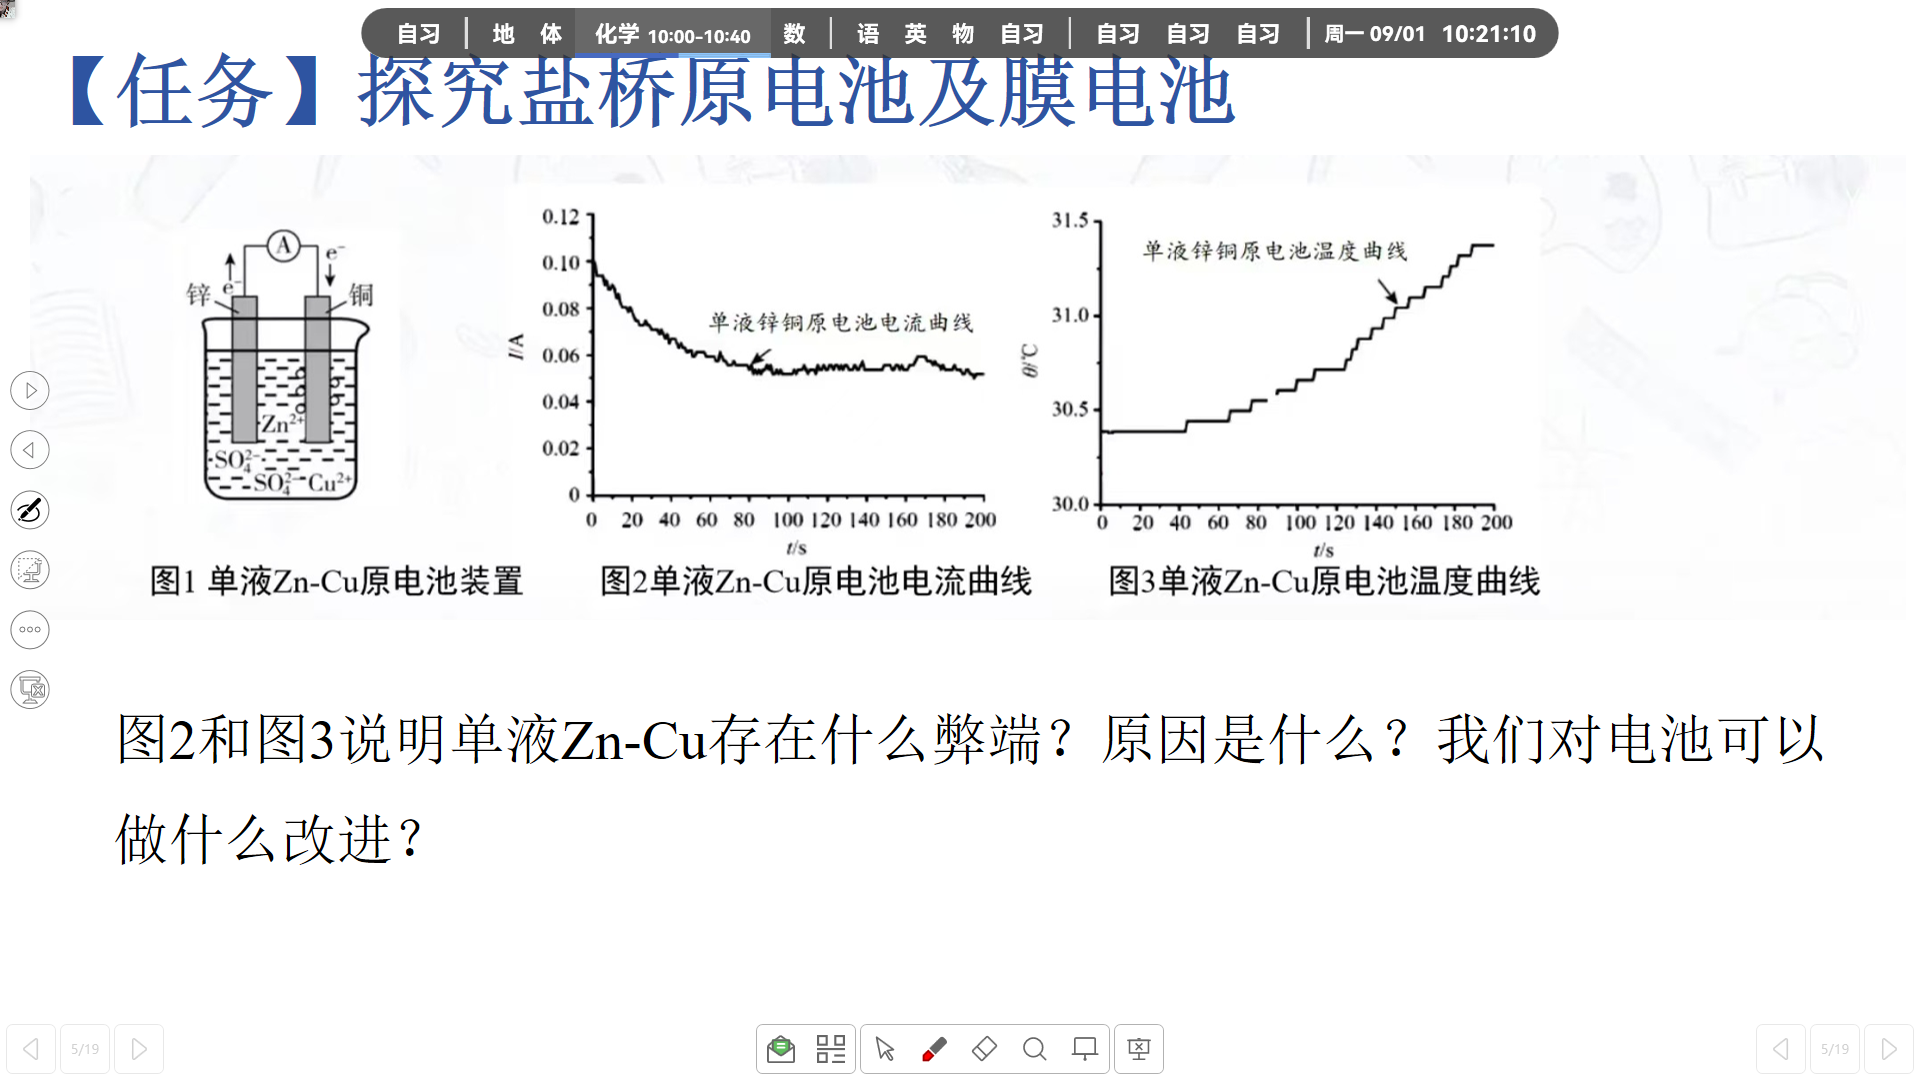 自习 | 地 体 化学 10:00-10:40 数 | 语 英 物 自习 | 自习 自习 自习 | 周一 09/01 10:21:10
【任务】探究盐桥原电池及膜电池
A
e⁻
e⁻
锌
铜
Zn²⁺
SO₄²⁻
SO₄²⁻
Cu²⁺
图1 单液Zn-Cu原电池装置
0.12
0.10
0.08
0.06
0.04
0.02
0
I/A
单液锌铜原电池电流曲线
0 20 40 60 80 100 120 140 160 180 200
t/s
图2单液Zn-Cu原电池电流曲线
31.5
31.0
30.5
30.0
θ/℃
单液锌铜原电池温度曲线
0 20 40 60 80 100 120 140 160 180 200
t/s
图3单液Zn-Cu原电池温度曲线
图2和图3说明单液Zn-Cu存在什么弊端？原因是什么？我们对电池可以
做什么改进？
5/19
5/19